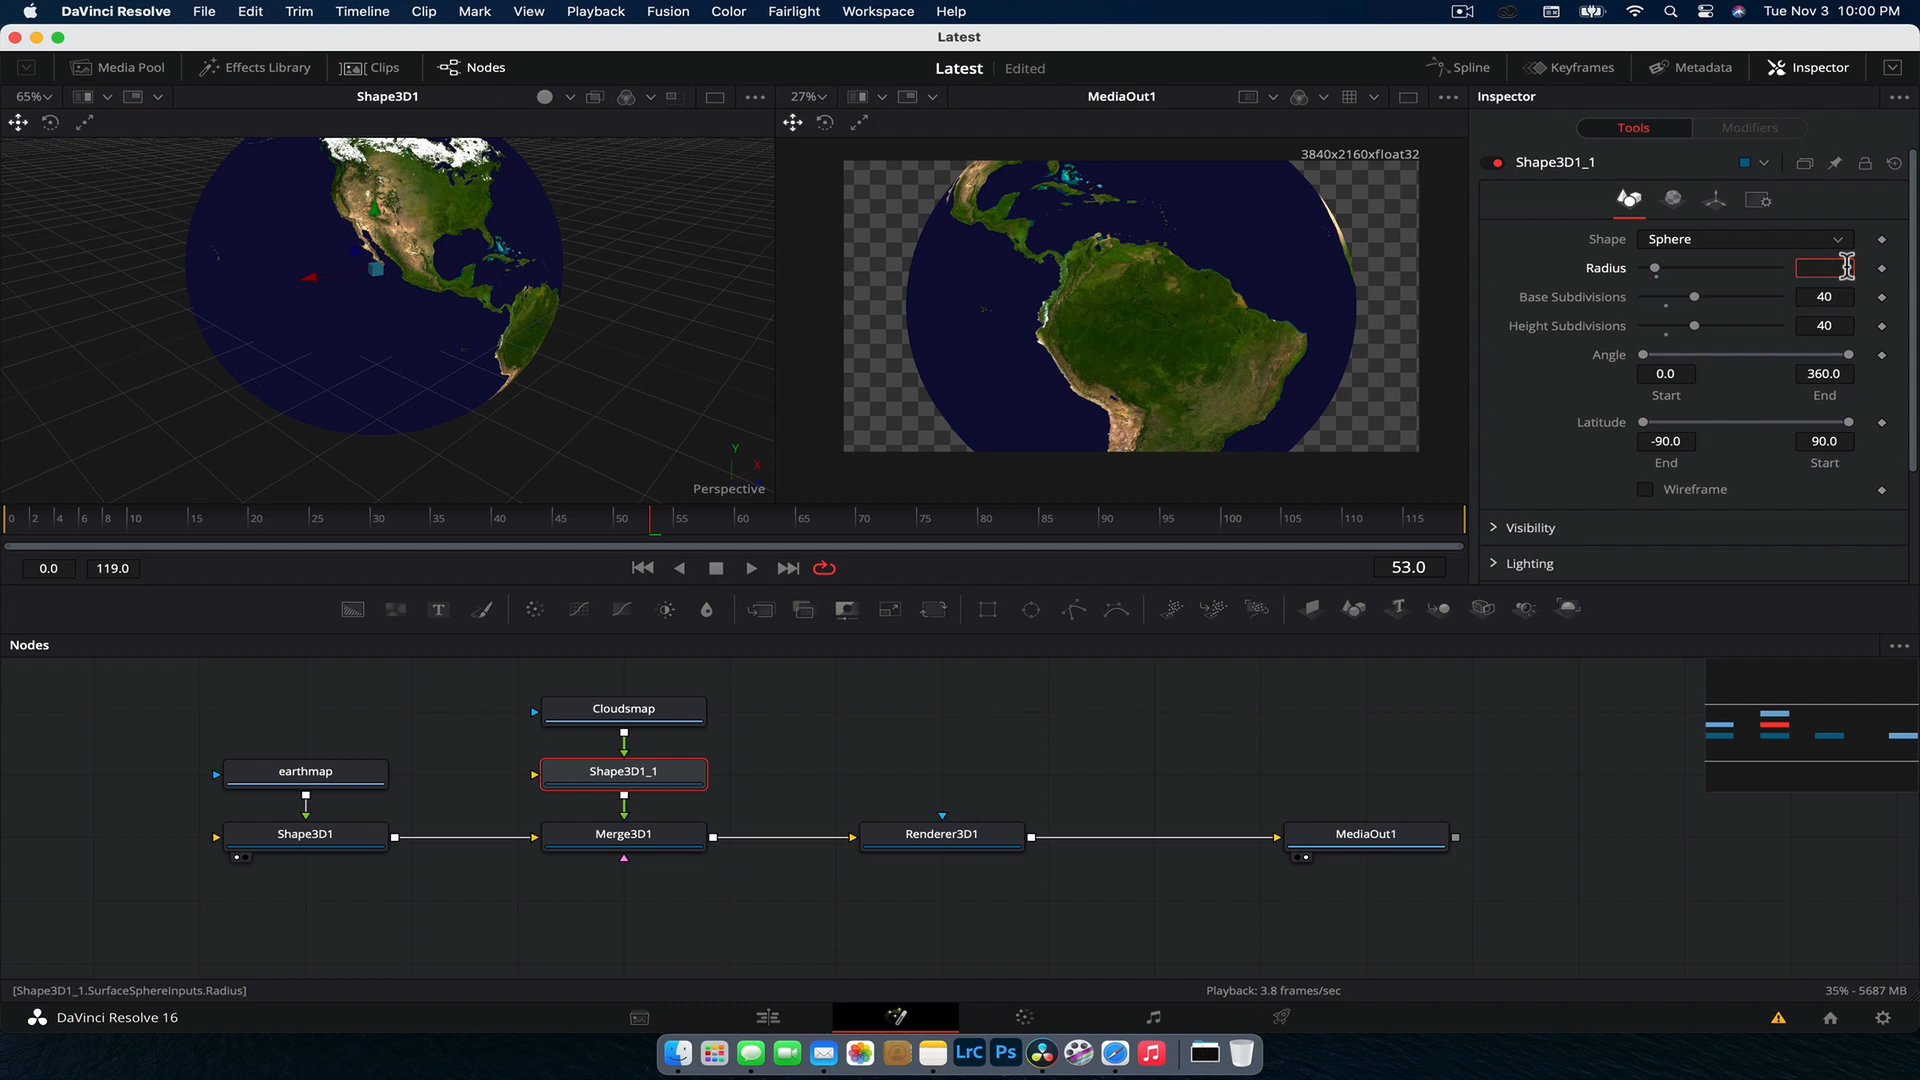 DaVinci Resolve File Edit Trim Timeline Clip Mark View Playback Fusion Color Fairlight Workspace Help Tue Nov 3 10:00 PM
Latest
Media Pool Effects Library Clips Nodes Latest Edited Spline Keyframes Metadata Inspector
65% Shape3D1 27% MediaOut1 Inspector
Tools Modifiers
3840x2160xfloat32
Shape3D1_1
Shape Sphere
Radius
Base Subdivisions 40
Height Subdivisions 40
Angle
0.0 360.0
Start End
Latitude
-90.0 90.0
End Start
Wireframe
Visibility
Lighting
Y
X
Perspective
0 2 4 6 8 10 15 20 25 30 35 40 45 50 55 60 65 70 75 80 85 90 95 100 105 110 115
0.0 119.0 53.0
T T
Nodes
Cloudsmap
earthmap Shape3D1_1
Shape3D1 Merge3D1 Renderer3D1 MediaOut1
[Shape3D1_1.SurfaceSphereInputs.Radius] Playback: 3.8 frames/sec 35% - 5687 MB
DaVinci Resolve 16
LrC Ps